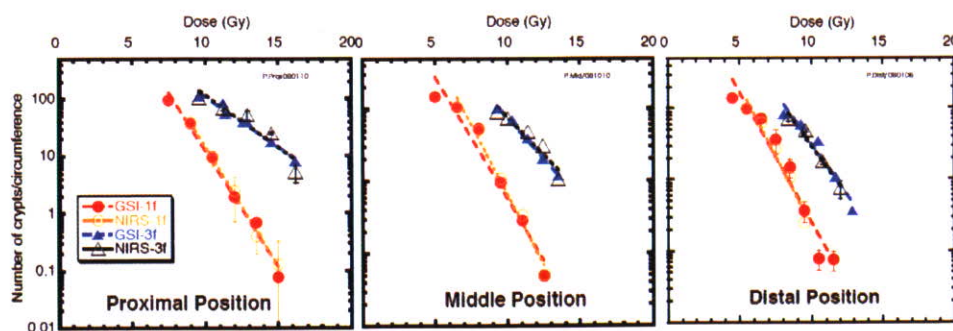 Dose (Gy) Dose (Gy) Dose (Gy)
0 5 10 15 20 0 5 10 15 20 0 5 10 15 20
Number of crypts/circumference
100
10
1
0.1
0.01
GSI-1f
NIRS-1f
GSI-3f
NIRS-3f
Proximal Position
Middle Position
Distal Position